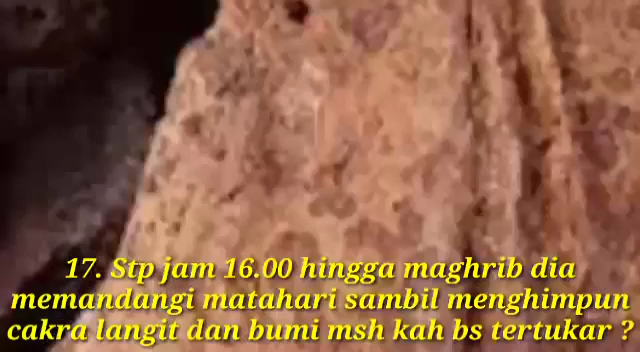 17. Stp jam 16.00 hingga maghrib dia
memandangi matahari sambil menghimpun
cakra langit dan bumi msh kah bs tertukar ?